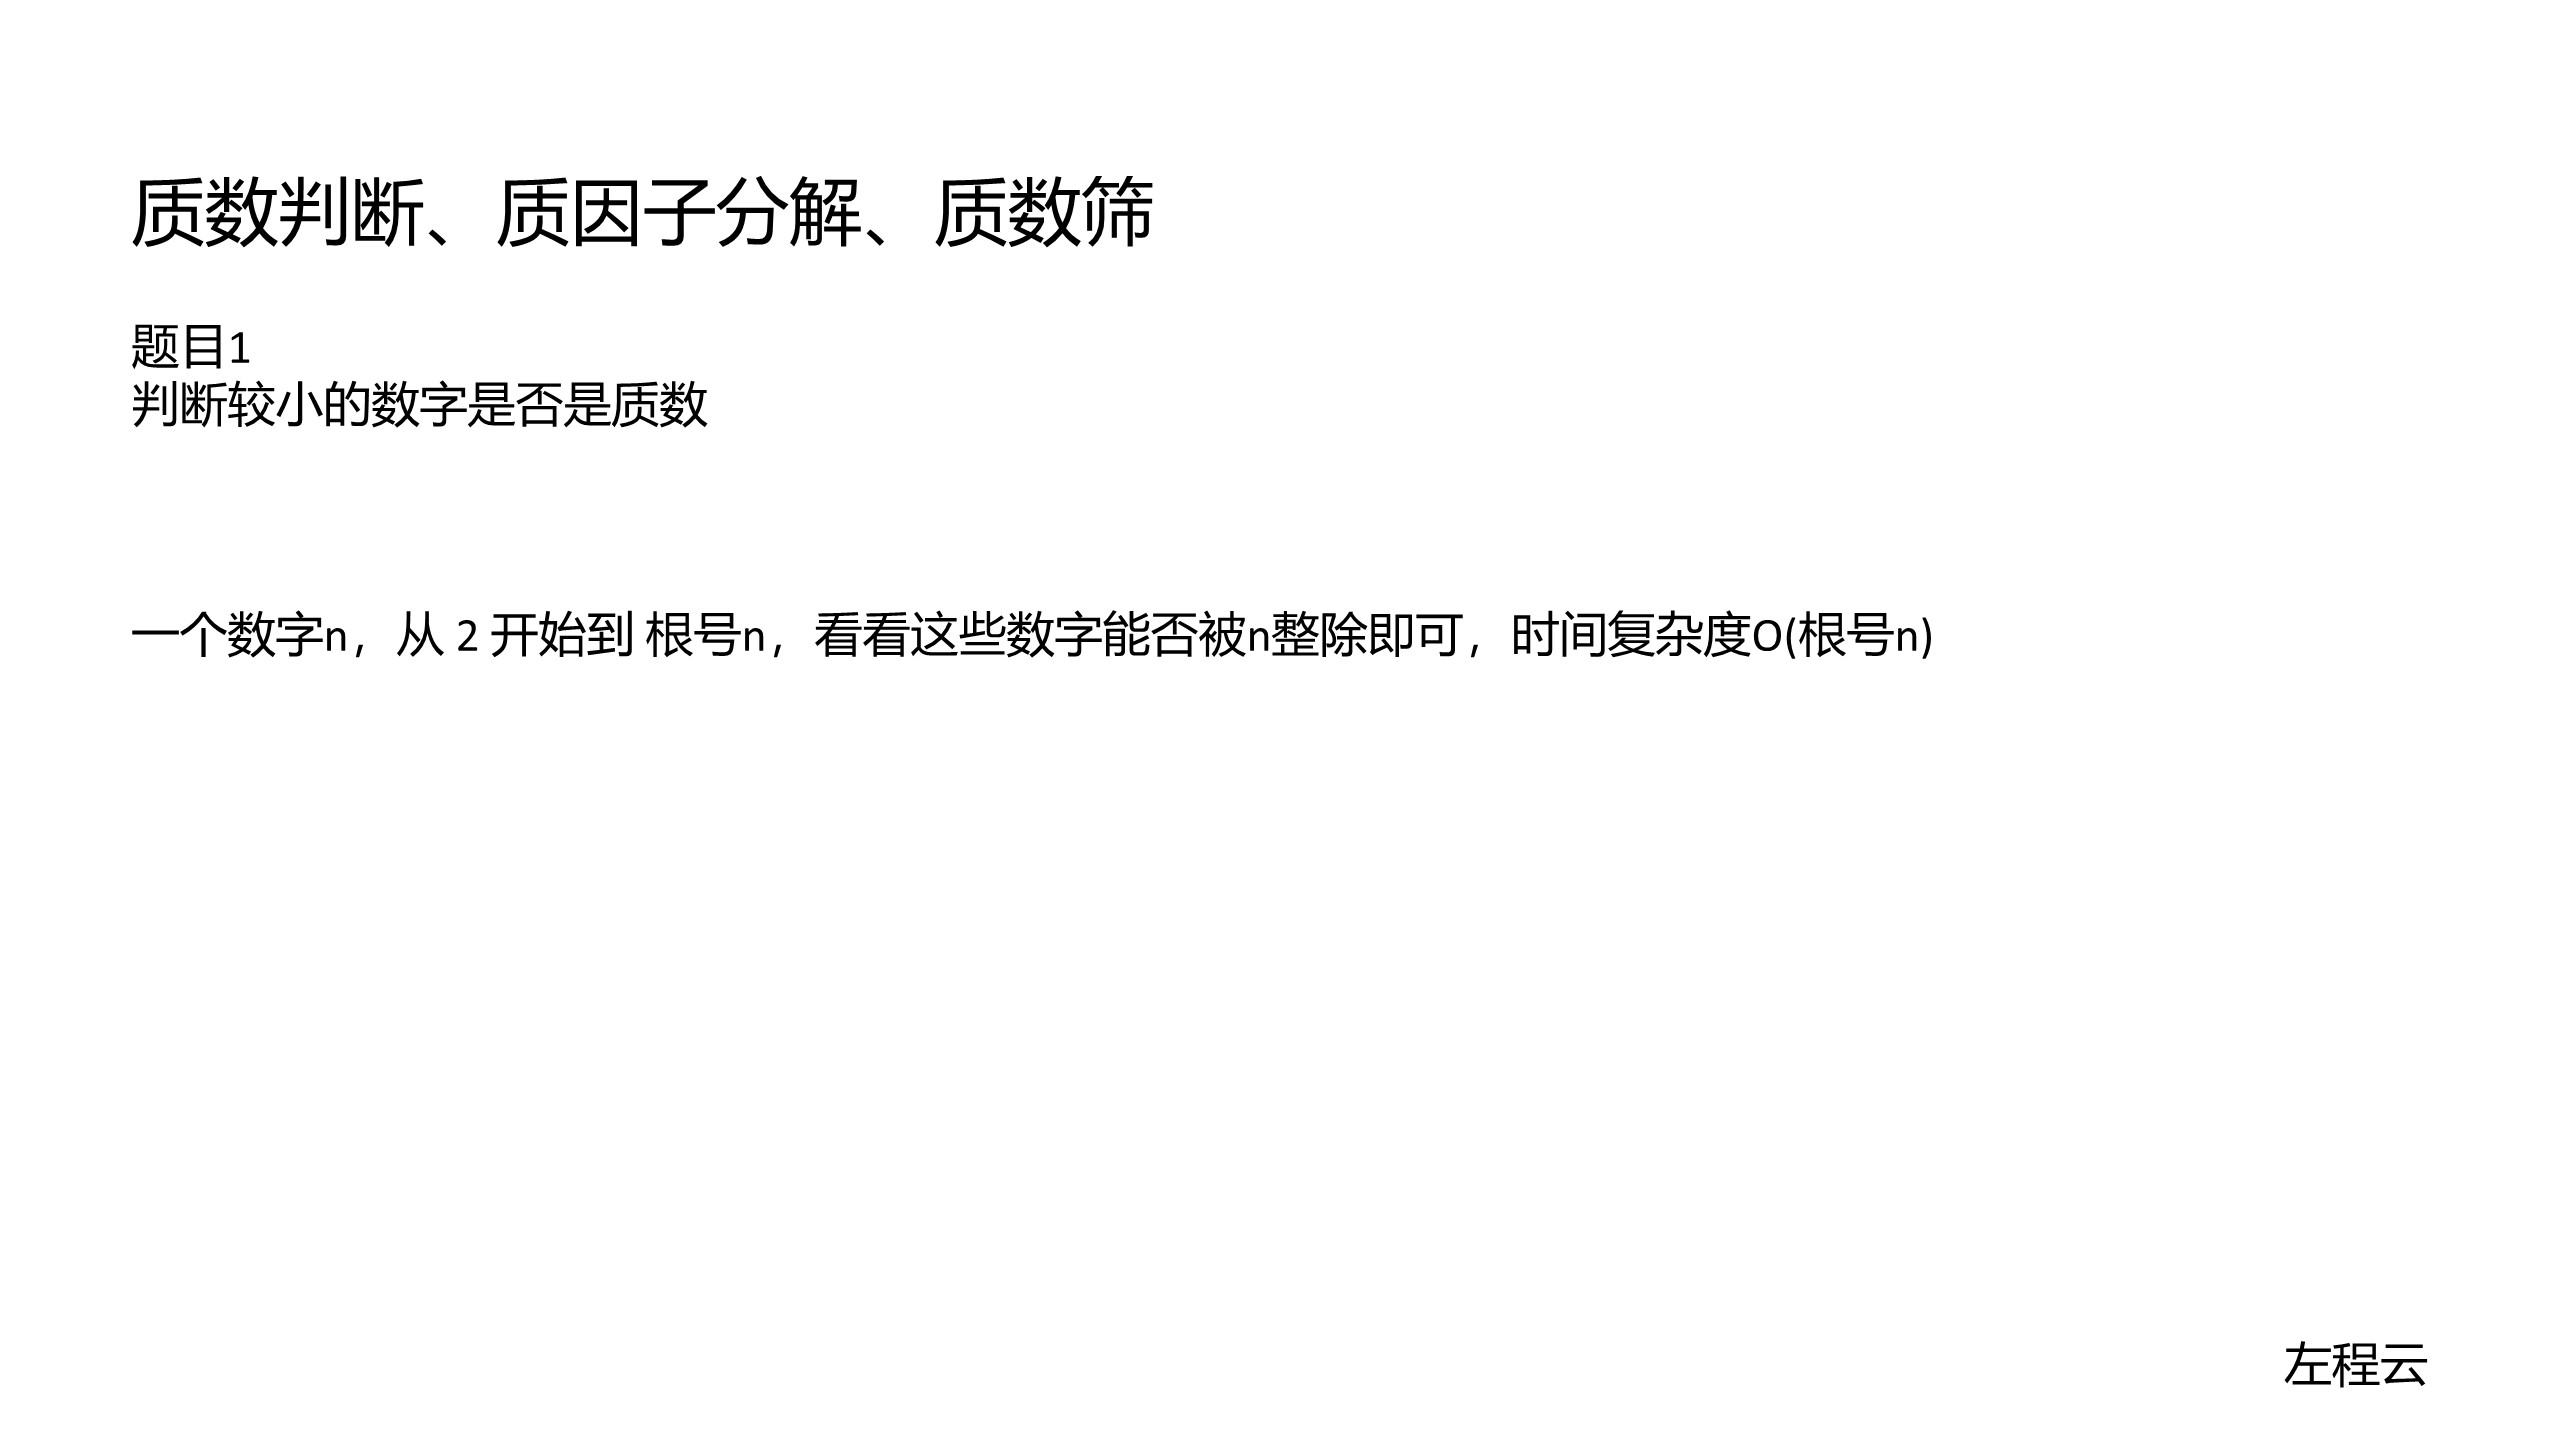 质数判断、质因子分解、质数筛
题目1
判断较小的数字是否是质数
一个数字n，从 2 开始到 根号n，看看这些数字能否被n整除即可，时间复杂度O(根号n)
左程云